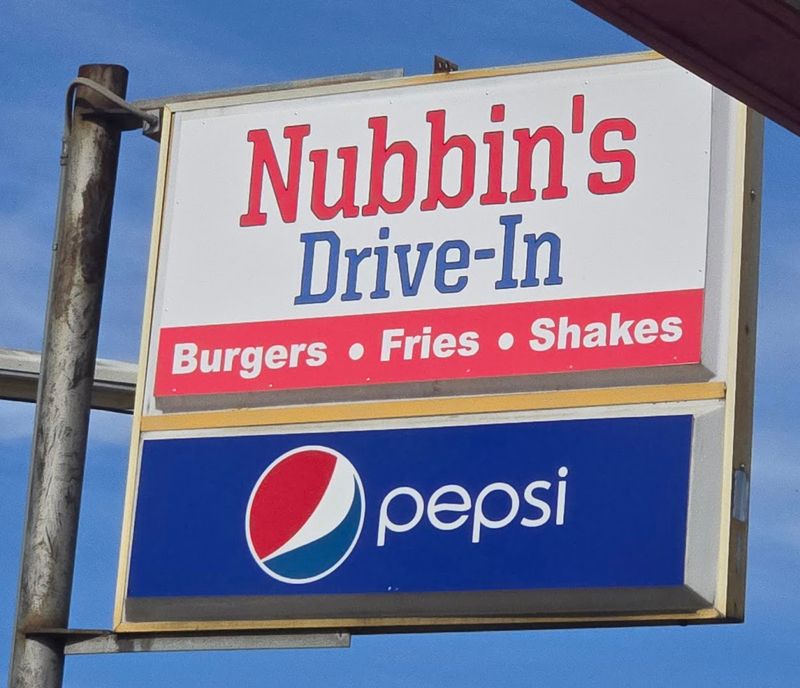 Nubbin's
Drive-In
Burgers • Fries • Shakes
pepsi